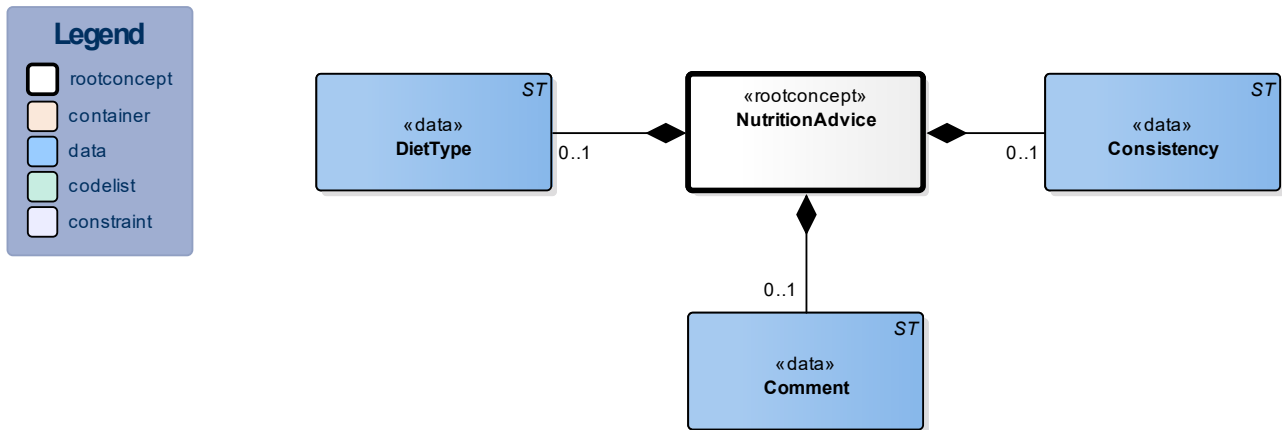 Legend
rootconcept
container
data
codelist
constraint
ST
«data»
DietType
0..1
«rootconcept»
NutritionAdvice
ST
«data»
Consistency
0..1
0..1
ST
«data»
Comment